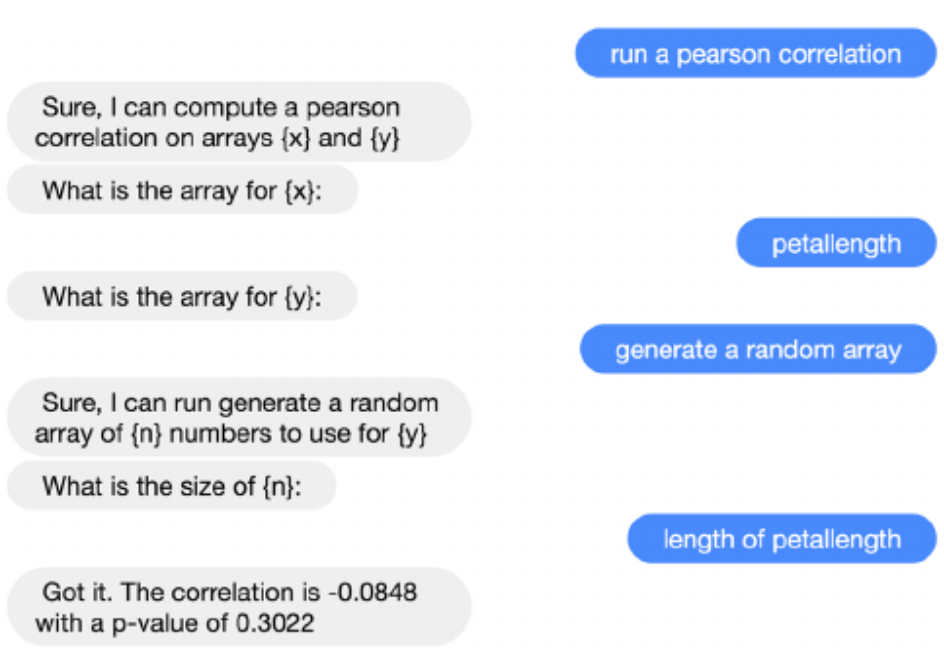 run a pearson correlation
Sure, I can compute a pearson
correlation on arrays {x} and {y}
What is the array for {x}:
petallength
What is the array for {y}:
generate a random array
Sure, I can run generate a random
array of {n} numbers to use for {y}
What is the size of {n}:
length of petallength
Got it. The correlation is -0.0848
with a p-value of 0.3022